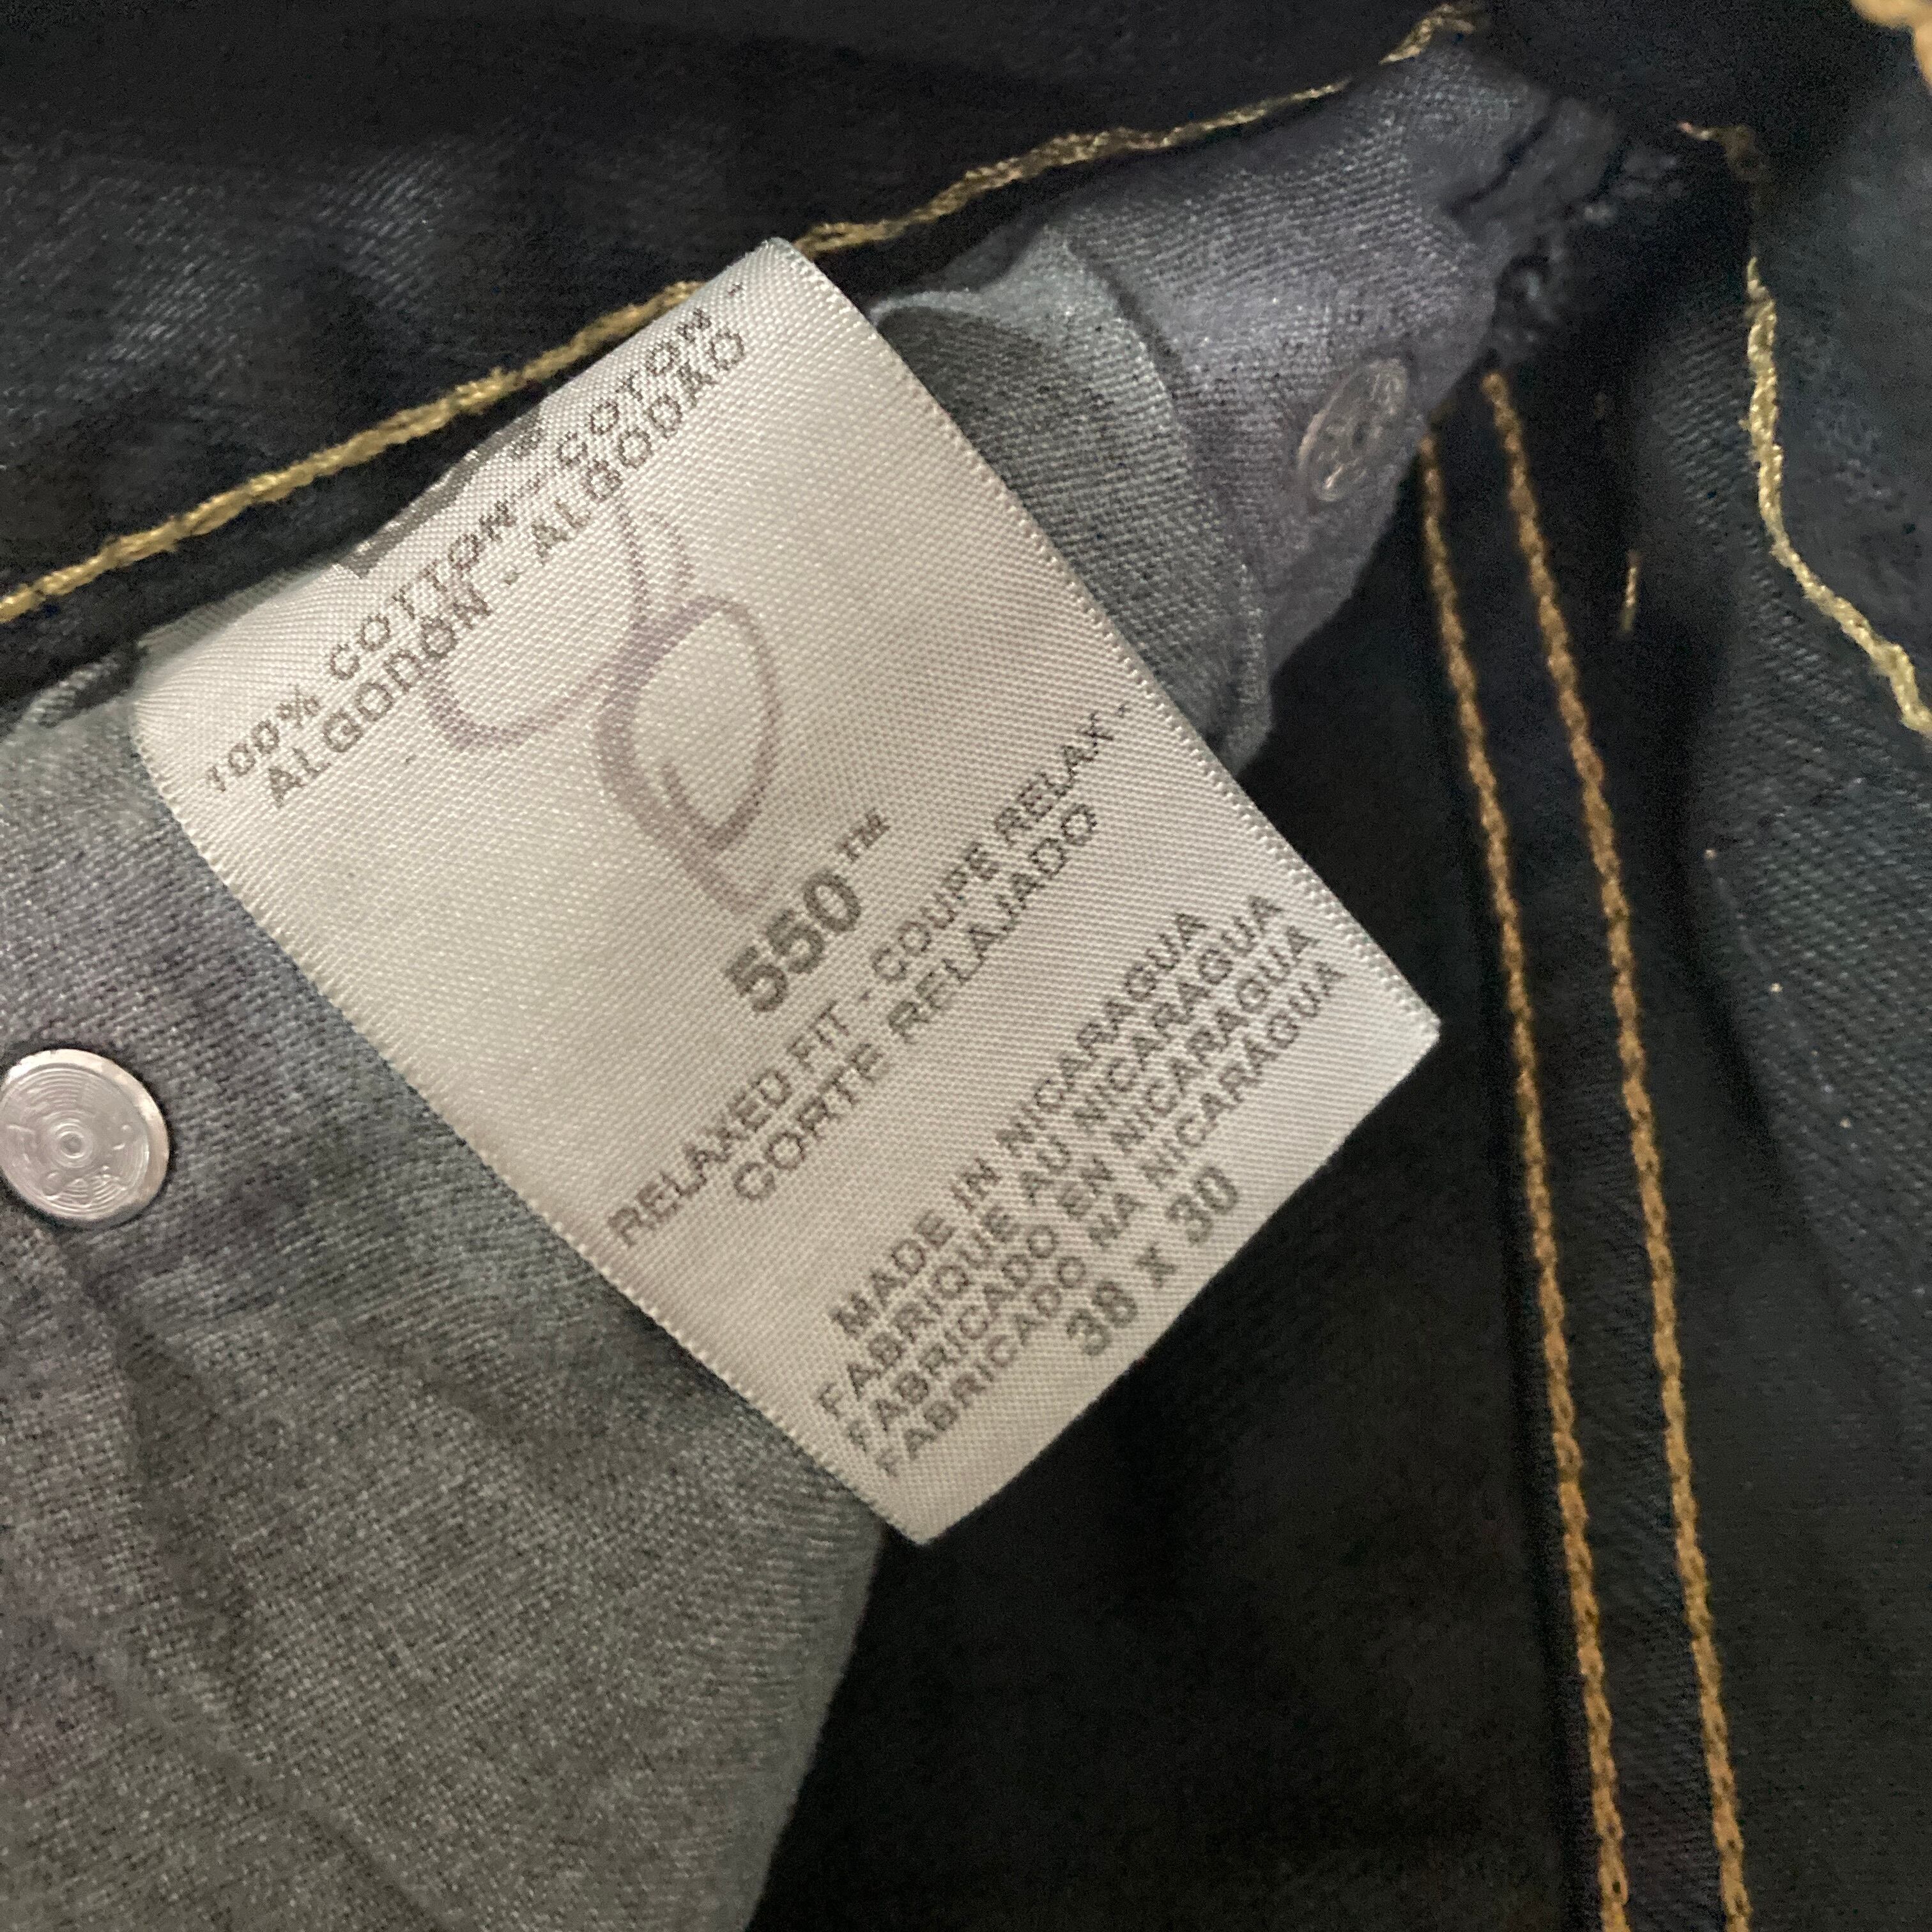 100% COTTON - COTON -
ALGODÓN - ALGODÃO
550™
RELAXED FIT - COUPE RELAX -
CORTE RELAJADO
MADE IN NICARAGUA
FABRIQUE AU NICARAGUA
FABRICADO EN NICARAGUA
FABRICADO NA NICARÁGUA
38 x 30